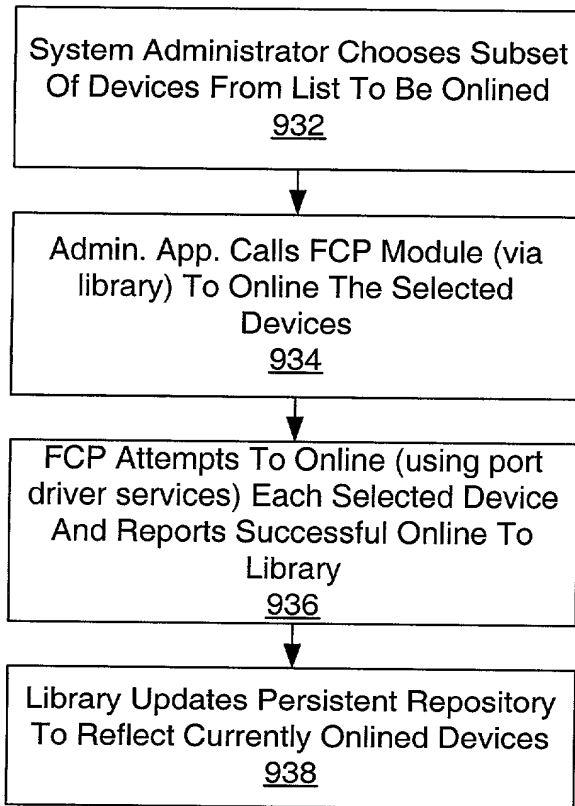 System Administrator Chooses Subset
Of Devices From List To Be Onlined
932
Admin. App. Calls FCP Module (via
library) To Online The Selected
Devices
934
FCP Attempts To Online (using port
driver services) Each Selected Device
And Reports Successful Online To
Library
936
Library Updates Persistent Repository
To Reflect Currently Onlined Devices
938